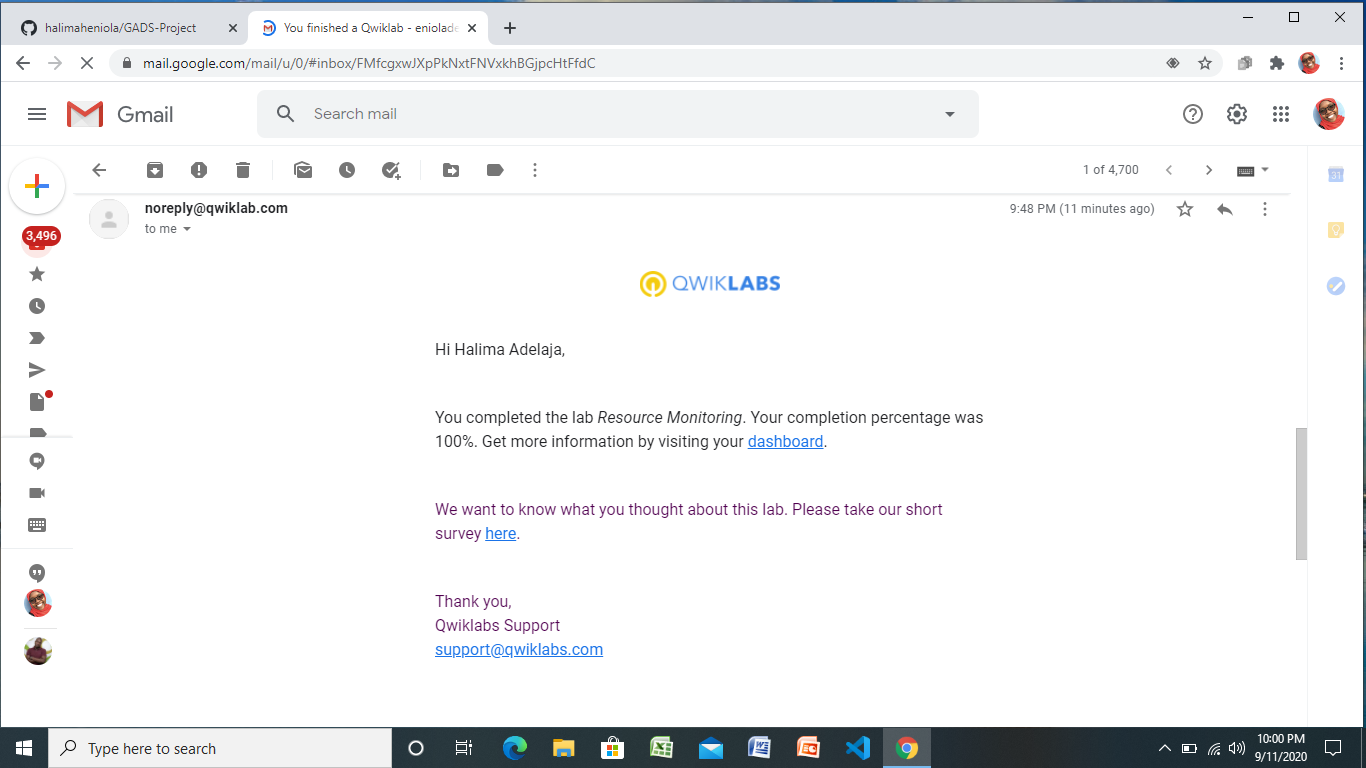 halimaheniola/GADS-Project
You finished a Qwiklab - eniolade
mail.google.com/mail/u/0/#inbox/FMfcgxwJXpPkNxtFNVxkhBGjpcHtFfdC
Gmail
Search mail
1 of 4,700
noreply@qwiklab.com
9:48 PM (11 minutes ago)
to me
3,496
31
QWIKLABS
Hi Halima Adelaja,
You completed the lab Resource Monitoring. Your completion percentage was
100%. Get more information by visiting your dashboard.
We want to know what you thought about this lab. Please take our short
survey here.
Thank you,
Qwiklabs Support
support@qwiklabs.com
Type here to search
10:00 PM
9/11/2020